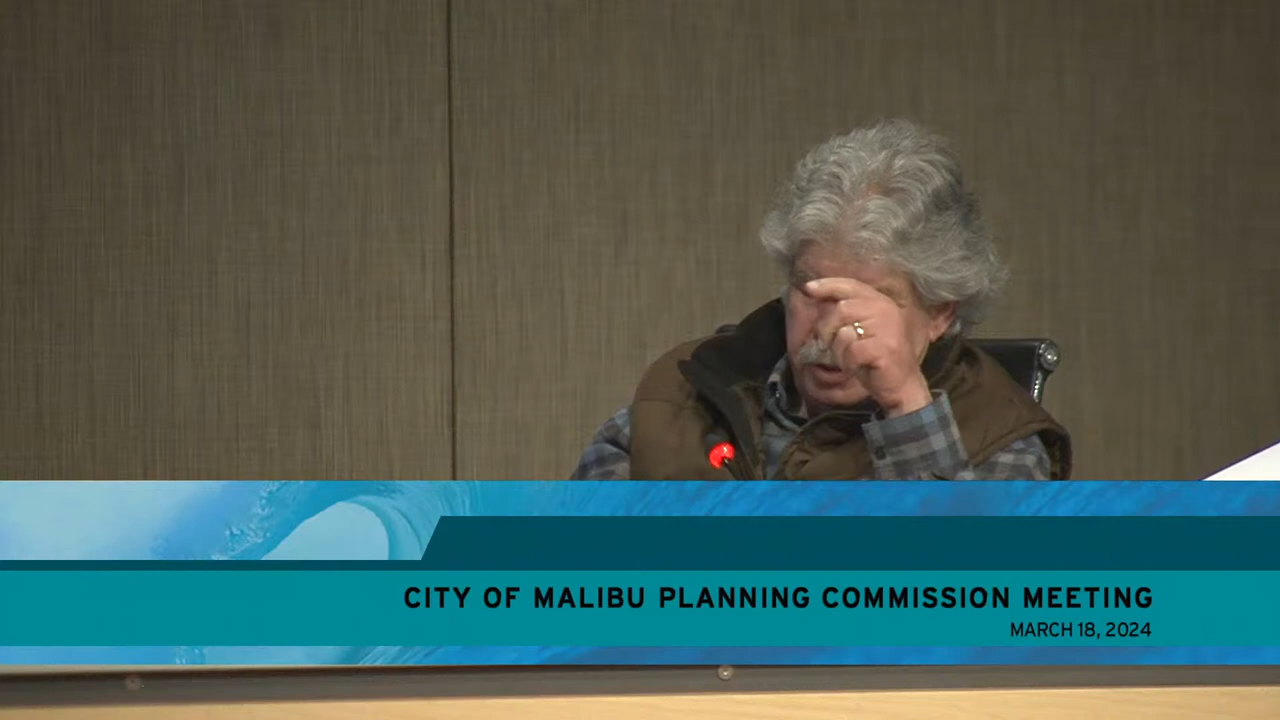 CITY OF MALIBU PLANNING COMMISSION MEETING
MARCH 18, 2024